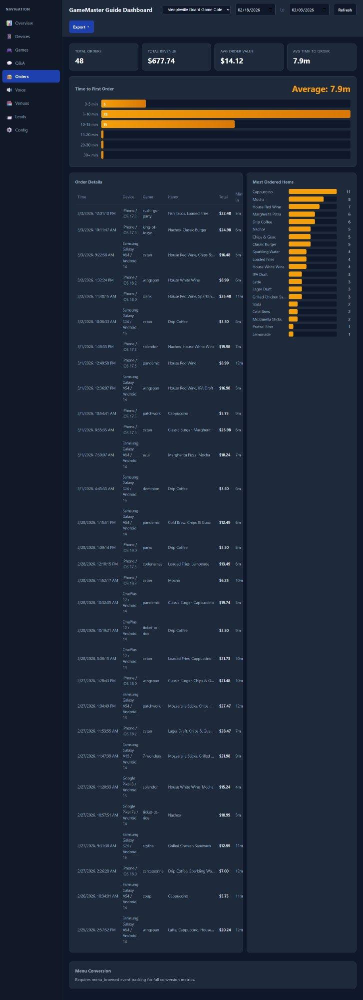 NAVIGATION
Overview
Devices
Games
Q&A
Orders
Voice
Venues
Leads
Config
GameMaster Guide Dashboard
Meepleville Board Game Cafe
02/18/2026
to
03/03/2026
Refresh
Export
TOTAL ORDERS
48
TOTAL REVENUE
$677.74
AVG ORDER VALUE
$14.12
AVG TIME TO ORDER
7.9m
Time to First Order
Average: 7.9m
0-5 min 5
5-10 min 28
10-15 min 15
15-20 min
20-30 min
30+ min
Order Details
Time Device Game Items Total Min In
3/3/2026, 12:01:10 PM iPhone / iOS 17.3 sushi-go-party Fish Tacos, Loaded Fries $22.48 5m
3/3/2026, 10:11:47 AM iPhone / iOS 17.3 king-of-tokyo Nachos, Classic Burger $24.98 6m
3/3/2026, 9:22:58 AM Samsung Galaxy A54 / Android 14 catan House Red Wine, Chips &... $16.48 5m
3/2/2026, 1:32:24 PM iPhone / iOS 18.2 wingspan House White Wine $8.99 6m
3/2/2026, 11:48:15 AM iPhone / iOS 18.0 clank House Red Wine, Sparklin... $25.48 11m
3/2/2026, 10:06:33 AM Samsung Galaxy S24 / Android 15 catan Drip Coffee $3.50 8m
3/1/2026, 1:38:55 PM iPhone / iOS 17.3 splendor Nachos, House White Wine $19.98 7m
3/1/2026, 12:49:58 PM iPhone / iOS 17.5 pandemic House Red Wine $8.99 12m
3/1/2026, 12:36:07 PM Samsung Galaxy A54 / Android 14 wingspan House Red Wine, IPA Draft $16.98 5m
3/1/2026, 10:54:41 AM iPhone / iOS 17.5 patchwork Cappuccino $5.75 9m
3/1/2026, 8:55:35 AM iPhone / iOS 17.3 catan Classic Burger, Margherit... $25.98 6m
3/1/2026, 7:50:07 AM Samsung Galaxy A54 / Android 14 azul Margherita Pizza, Mocha $18.24 7m
3/1/2026, 4:45:55 AM Samsung Galaxy S24 / Android 15 dominion Drip Coffee $3.50 6m
2/28/2026, 1:15:51 PM Samsung Galaxy A54 / Android 14 pandemic Cold Brew, Chips & Guac $12.49 6m
2/28/2026, 1:09:14 PM iPhone / iOS 18.0 parks Drip Coffee $3.50 8m
2/28/2026, 12:10:15 PM iPhone / iOS 17.5 codenames Loaded Fries, Lemonade $13.49 6m
2/28/2026, 11:52:17 AM iPhone / iOS 18.2 catan Mocha $6.25 10m
2/28/2026, 10:32:05 AM OnePlus 12 / Android 14 pandemic Classic Burger, Cappuccino $19.74 5m
2/28/2026, 10:19:21 AM OnePlus 12 / Android 14 ticket-to-ride Drip Coffee $3.50 9m
2/28/2026, 5:06:15 AM OnePlus 12 / Android 14 catan Loaded Fries, Cappuccino... $21.73 10m
2/27/2026, 1:28:43 PM iPhone / iOS 18.0 wingspan Classic Burger, Chips & G... $21.48 10m
2/27/2026, 1:04:49 PM Samsung Galaxy A54 / Android 14 patchwork Mozzarella Sticks, Chips ... $27.47 12m
2/27/2026, 11:53:55 AM iPhone / iOS 18.2 catan Lager Draft, Chips & Gua... $28.47 7m
2/27/2026, 11:47:39 AM Samsung Galaxy A15 / Android 14 7-wonders Mozzarella Sticks, Grilled ... $21.98 9m
2/27/2026, 11:20:33 AM Google Pixel 8 / Android 15 splendor House White Wine, Mocha $15.24 4m
2/27/2026, 10:57:51 AM Google Pixel 7a / Android 14 ticket-to-ride Nachos $10.99 5m
2/27/2026, 9:31:38 AM Samsung Galaxy S24 / Android 15 scythe Grilled Chicken Sandwich $12.99 11m
2/27/2026, 2:26:28 AM iPhone / iOS 18.0 carcassonne Drip Coffee, Sparkling Wa... $7.00 12m
2/26/2026, 10:34:01 AM Samsung Galaxy A54 / Android 14 coup Cappuccino $5.75 11m
2/25/2026, 2:57:52 PM Samsung Galaxy A54 / Android 14 wingspan Latte, Cappuccino, House... $20.24 12m
Most Ordered Items
Cappuccino 11
Mocha 8
House Red Wine 7
Margherita Pizza 6
Drip Coffee 6
Nachos 5
Chips & Guac 5
Classic Burger 5
Sparkling Water 4
Loaded Fries 4
House White Wine 4
IPA Draft 3
Latte 3
Lager Draft 3
Grilled Chicken Sa... 3
Soda 2
Cold Brew 2
Mozzarella Sticks 2
Pretzel Bites 1
Lemonade 1
Menu Conversion
Requires menu_browsed event tracking for full conversion metrics.